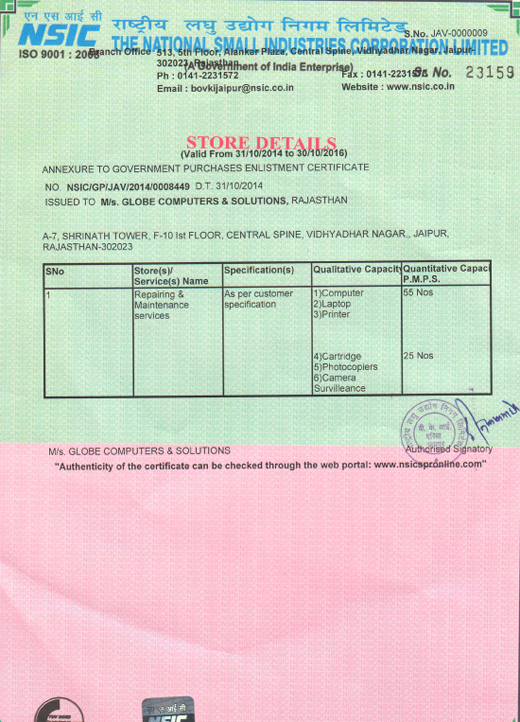 एन एस आई सी
NSIC
ISO 9001 : 2008
राष्ट्रीय लघु उद्योग निगम लिमिटेड
S.No. JAV-0000009
THE NATIONAL SMALL INDUSTRIES CORPORATION LIMITED
Branch Office 513, 5th Floor, Alankar Plaza, Central Spine, Vidhyadhar Nagar, Jaipur-
302023, Rajasthan
(A Government of India Enterprise)
Ph : 0141-2231572
Fax : 0141-
No. 23159
Email : bovkijaipur@nsic.co.in
Website : www.nsic.co.in
STORE DETAILS
(Valid From 31/10/2014 to 30/10/2016)
ANNEXURE TO GOVERNMENT PURCHASES ENLISTMENT CERTIFICATE
NO NSIC/GP/JAV/2014/0008449 D.T. 31/10/2014
ISSUED TO M/s. GLOBE COMPUTERS & SOLUTIONS, RAJASTHAN
A-7, SHRINATH TOWER, F-10 Ist FLOOR, CENTRAL SPINE, VIDHYADHAR NAGAR,, JAIPUR,
RAJASTHAN-302023
SNo Store(s)/ Specification(s) Qualitative Capacity Quantitative Capaci
Service(s) Name P.M.P.S.
1 Repairing & As per customer 1)Computer 55 Nos
Maintenance specification 2)Laptop
services 3)Printer
4)Cartridge 25 Nos
5)Photocopiers
6)Camera
Survilleance
Authorised Signatory
M/s. GLOBE COMPUTERS & SOLUTIONS
"Authenticity of the certificate can be checked through the web portal: www.nsicspronline.com"
एन एस आई सी
NSIC